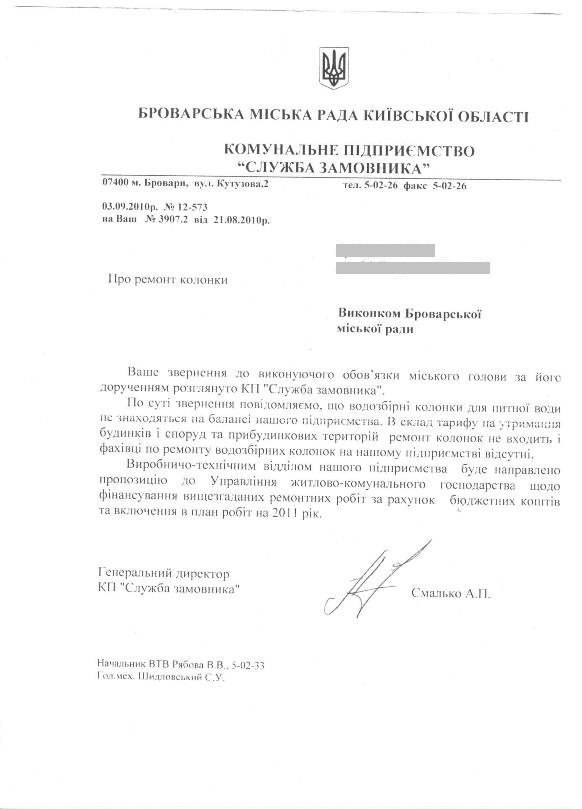 БРОВАРСЬКА МІСЬКА РАДА КИЇВСЬКОЇ ОБЛАСТІ
КОМУНАЛЬНЕ ПІДПРИЄМСТВО
“СЛУЖБА ЗАМОВНИКА”
07400 м. Бровари, вул. Кутузова,2 тел. 5-02-26 факс 5-02-26
03.09.2010р. № 12-573
на Ваш № 3907.2 від 21.08.2010р.
Про ремонт колонки
Виконком Броварської
міської ради
Ваше звернення до виконуючого обов’язки міського голови за його
дорученням розглянуто КП "Служба замовника".
По суті звернення повідомляємо, що водозбірні колонки для питної води
не знаходяться на балансі нашого підприємства. В склад тарифу на утримання
будинків і споруд та прибудинкових територій ремонт колонок не входить і
фахівці по ремонту водозбірних колонок на нашому підприємстві відсутні.
Виробничо-технічним відділом нашого підприємства буде направлено
пропозицію до Управління житлово-комунального господарства щодо
фінансування вищезгаданих ремонтних робіт за рахунок бюджетних коштів
та включення в план робіт на 2011 рік.
Генеральний директор
КП "Служба замовника"
Смалько А.П.
Начальник ВТВ Рябова В.В., 5-02-33
Гол.мех. Шидловський С.У.